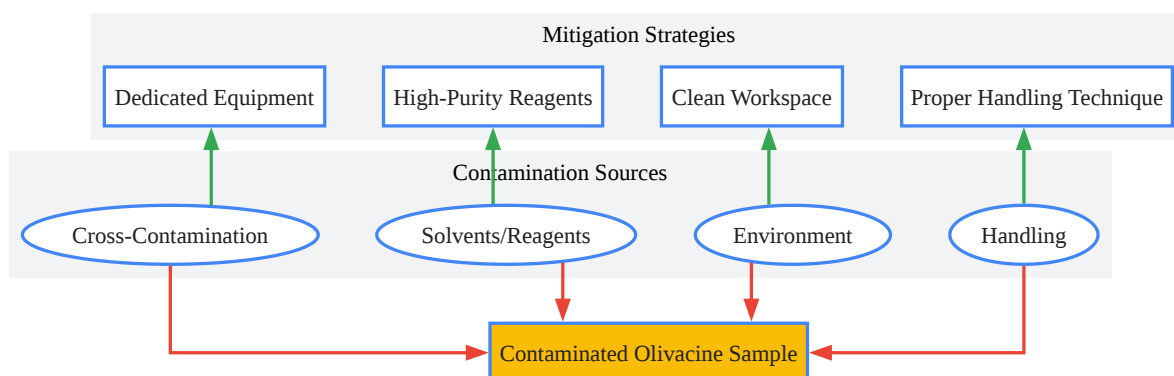 Mitigation Strategies
Dedicated Equipment
High-Purity Reagents
Clean Workspace
Proper Handling Technique
Contamination Sources
Cross-Contamination
Solvents/Reagents
Environment
Handling
Contaminated Olivacine Sample